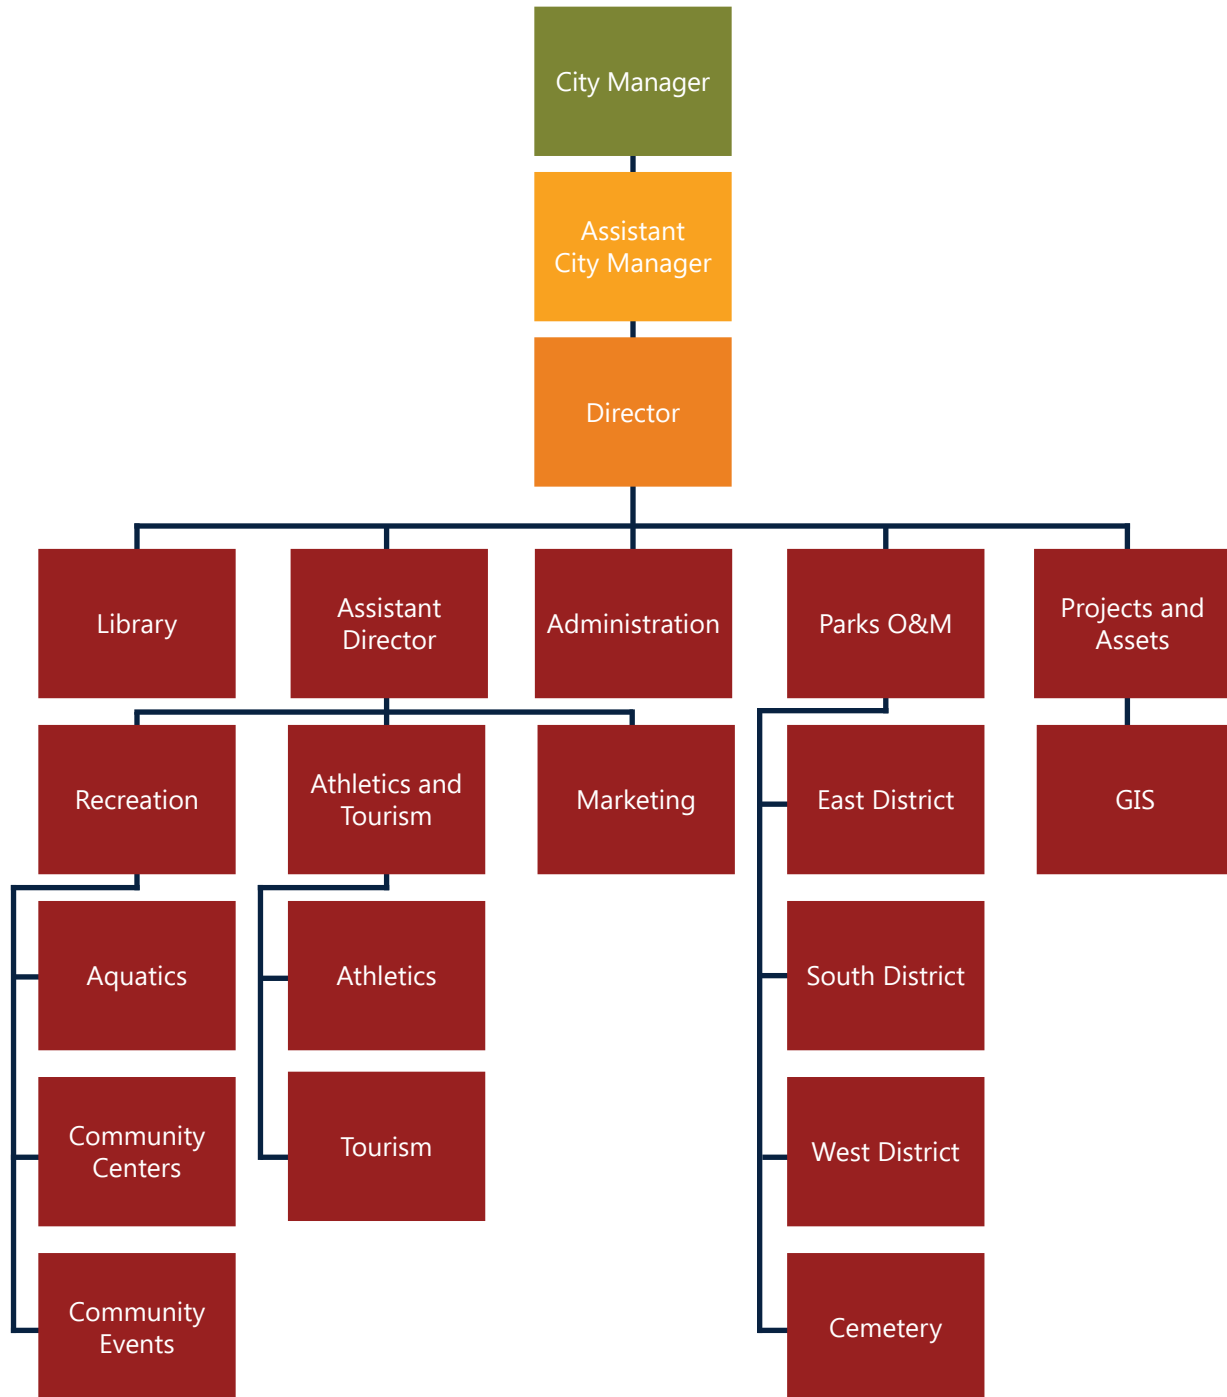 City Manager
Assistant
City Manager
Director
Library
Assistant
Director
Administration
Parks O&M
Projects and
Assets
Recreation
Athletics and
Tourism
Marketing
East District
GIS
Aquatics
Athletics
South District
Community
Centers
Tourism
West District
Community
Events
Cemetery